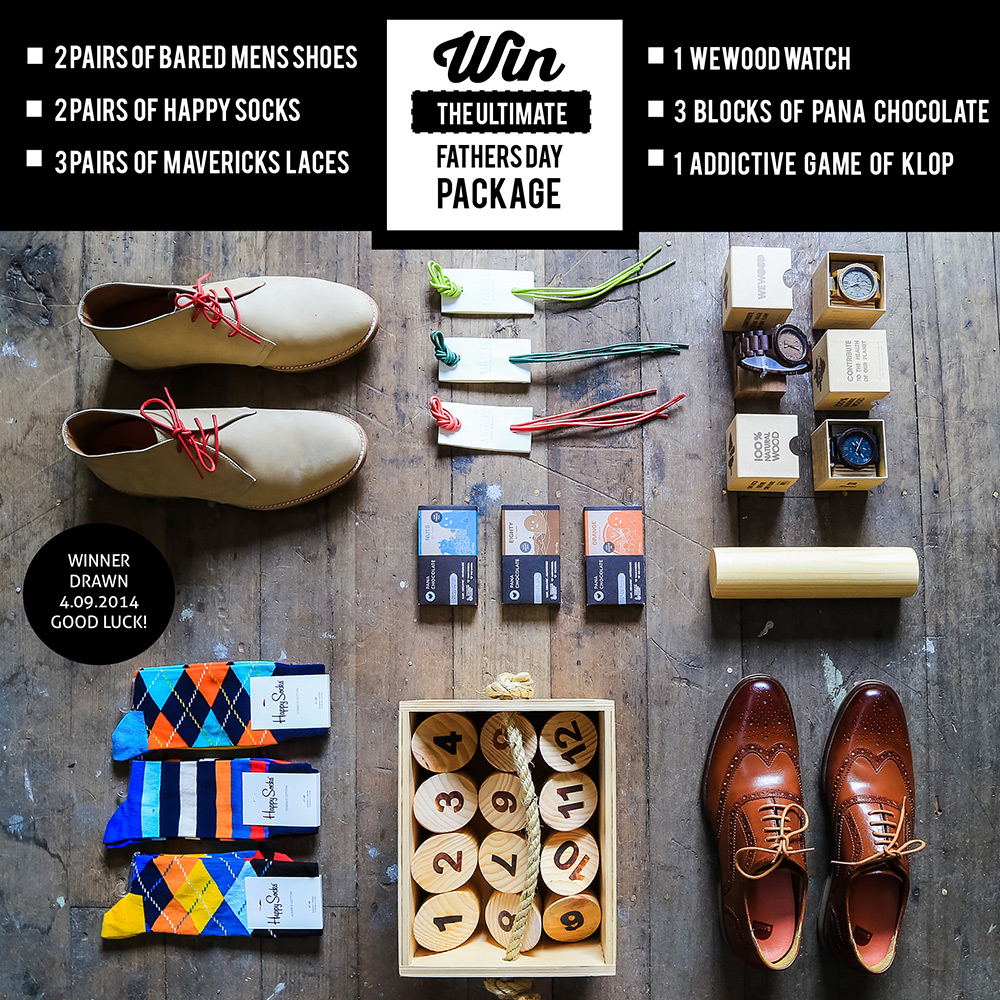 2 PAIRS OF BARED MENS SHOES
2 PAIRS OF HAPPY SOCKS
3 PAIRS OF MAVERICKS LACES
Win
THE ULTIMATE
FATHERS DAY
PACKAGE
1 WEWOOD WATCH
3 BLOCKS OF PANA CHOCOLATE
1 ADDICTIVE GAME OF KLOP
WEWOOD
CONTRIBUTE
TO THE HEALTH
OF OUR PLANET
100%
NATURAL
WOOD
NUTS
PANA
CHOCOLATE
EIGHTY
PANA
CHOCOLATE
ORANGE
PANA
CHOCOLATE
WINNER
DRAWN
4.09.2014
GOOD LUCK!
Happy Socks
Happy Socks
Happy Socks
4
12
3
6
11
2
7
10
1
8
9